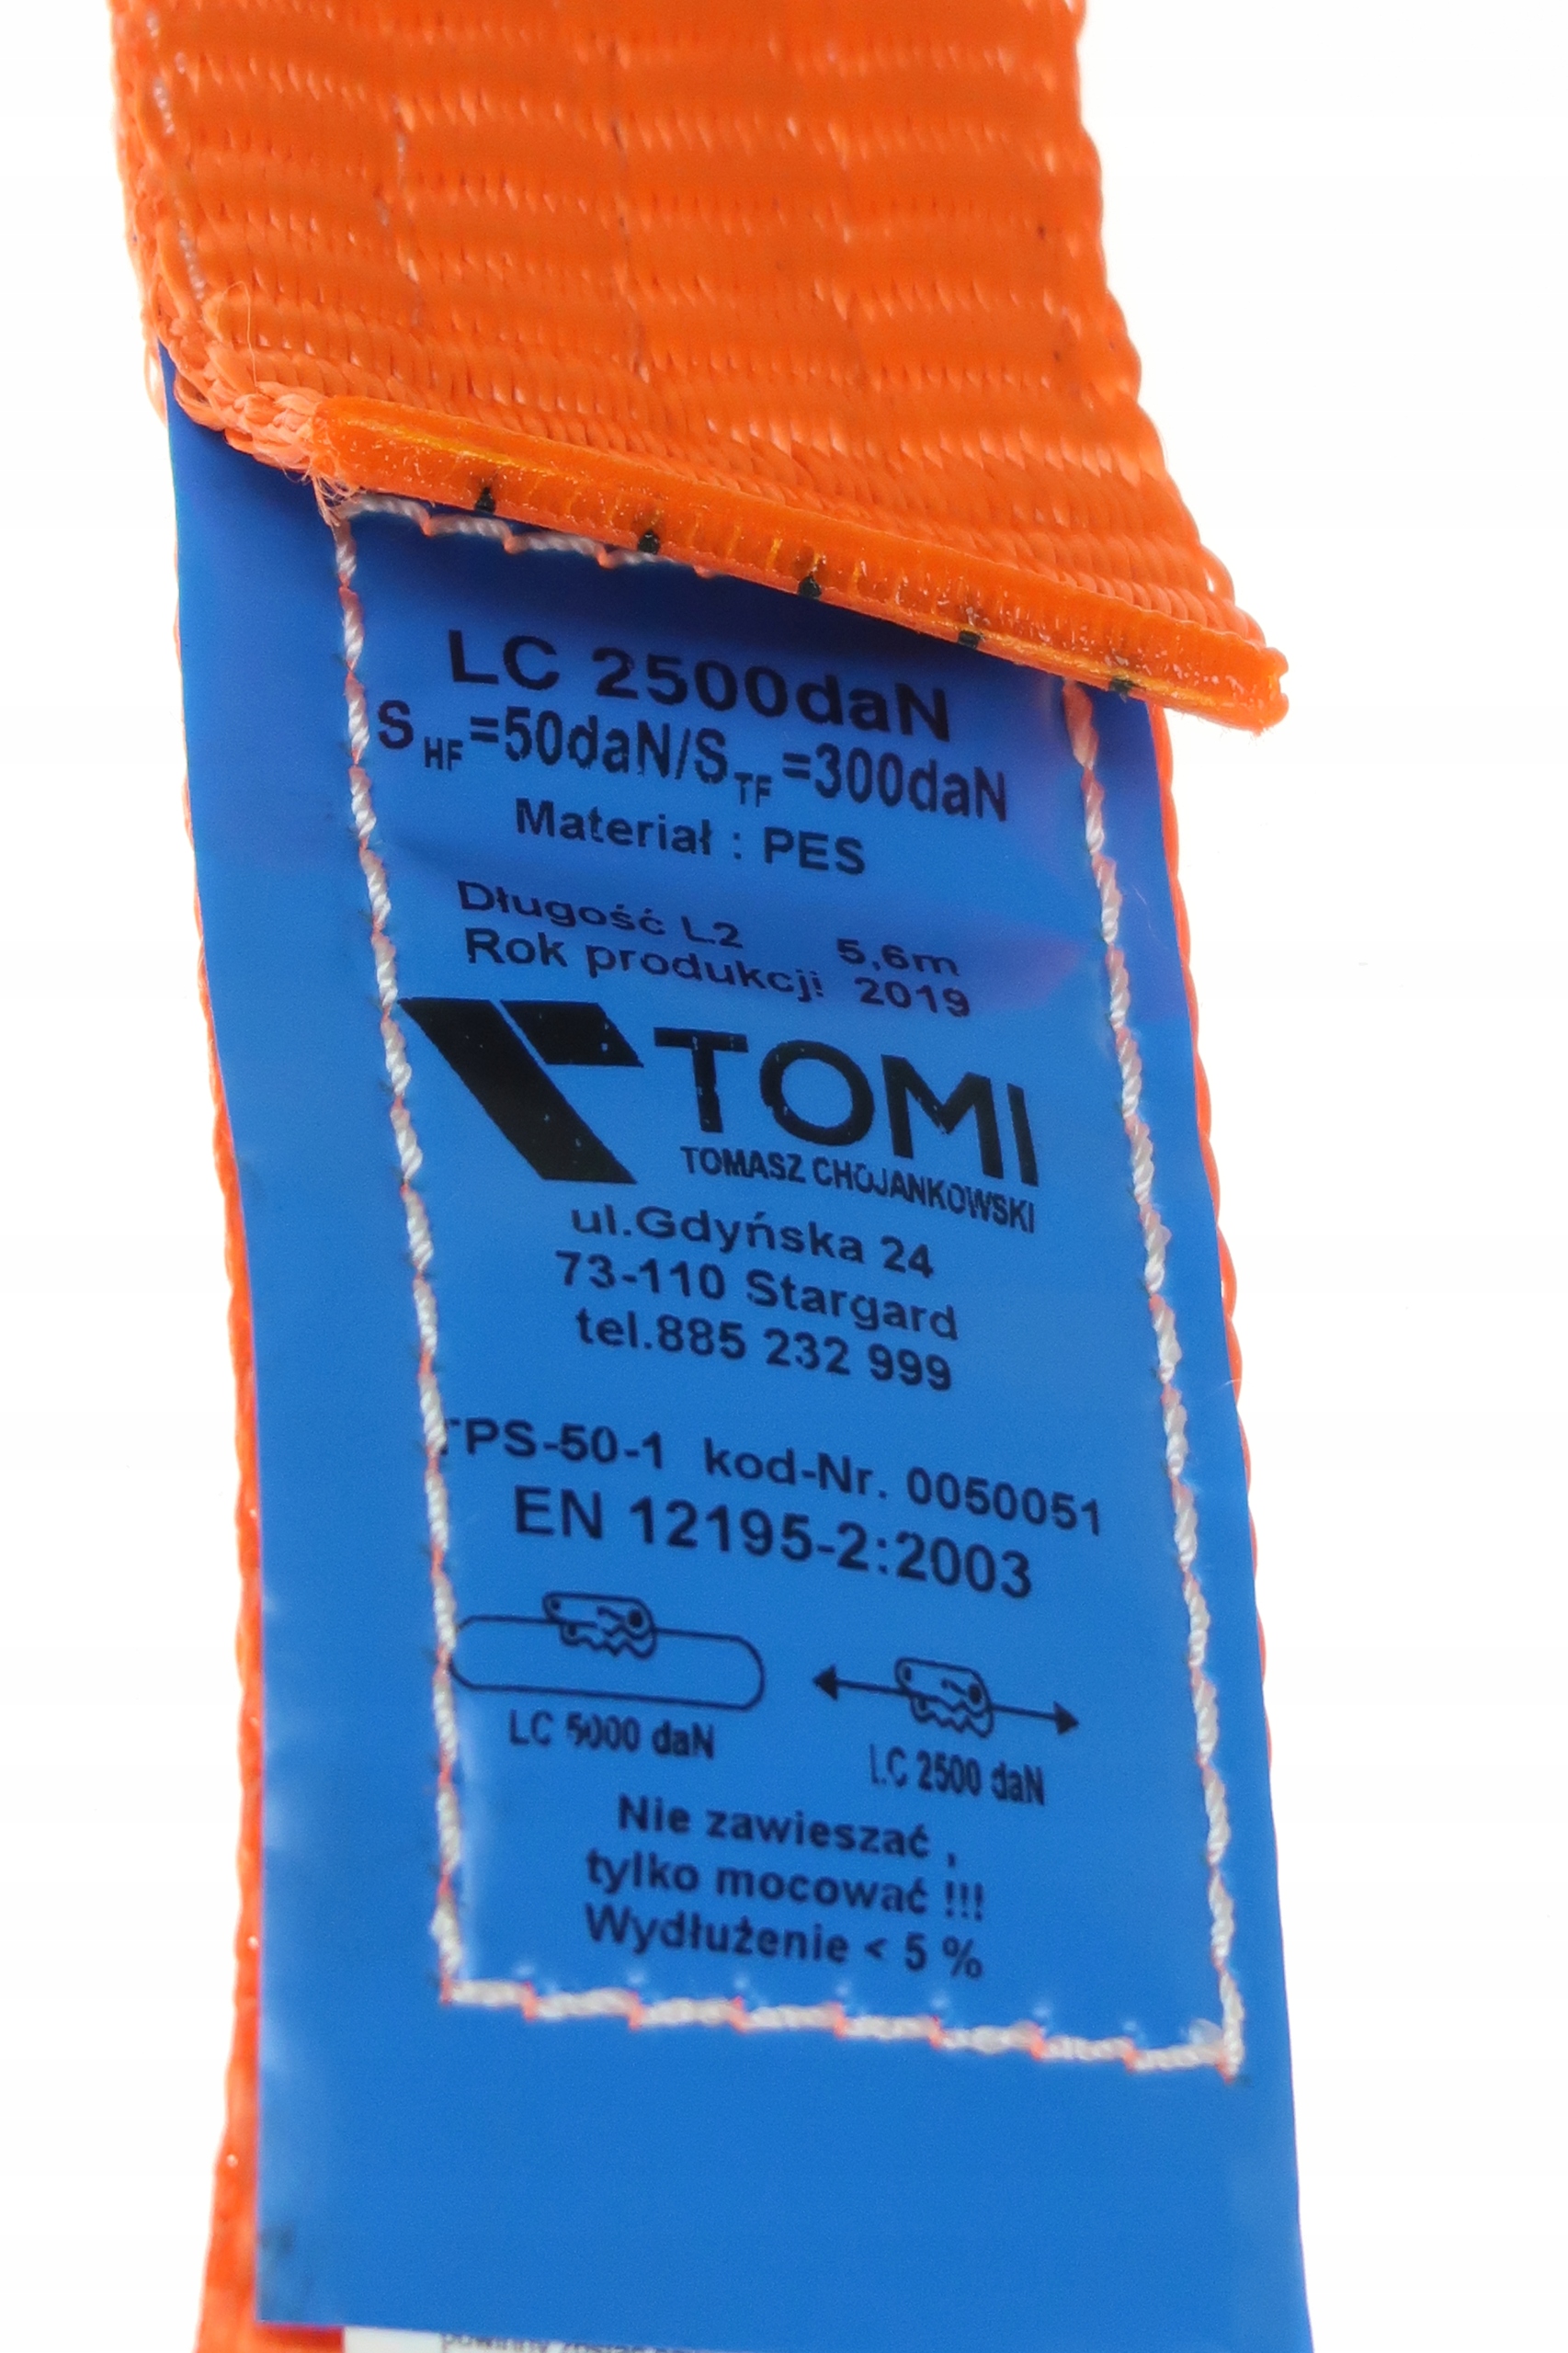 LC 2500daN
S HF =50daN/S TF =300daN
Materiał : PES
Długość L2 5,6m
Rok produkcji 2019
TOMI
TOMASZ CHOJANKOWSKI
ul.Gdyńska 24
73-110 Stargard
tel.885 232 999
TPS-50-1 kod-Nr. 0050051
EN 12195-2:2003
LC 5000 daN
LC 2500 daN
Nie zawieszać ,
tylko mocować !!!
Wydłużenie < 5 %